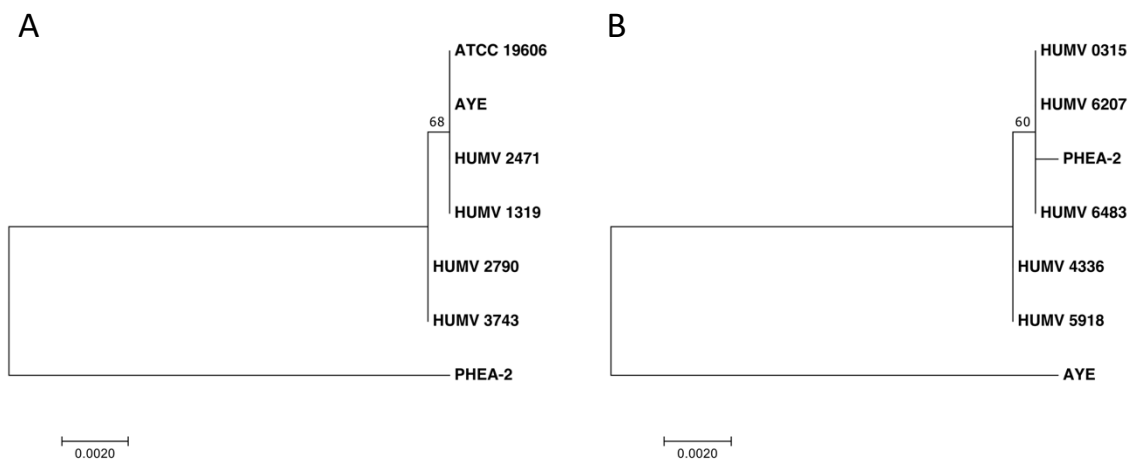 A
ATCC 19606
AYE
68
HUMV 2471
HUMV 1319
HUMV 2790
HUMV 3743
PHEA-2
0.0020
B
HUMV 0315
HUMV 6207
60
PHEA-2
HUMV 6483
HUMV 4336
HUMV 5918
AYE
0.0020